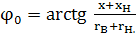 φ₀ = arctg (x+x_H)/(r_B+r_H.)